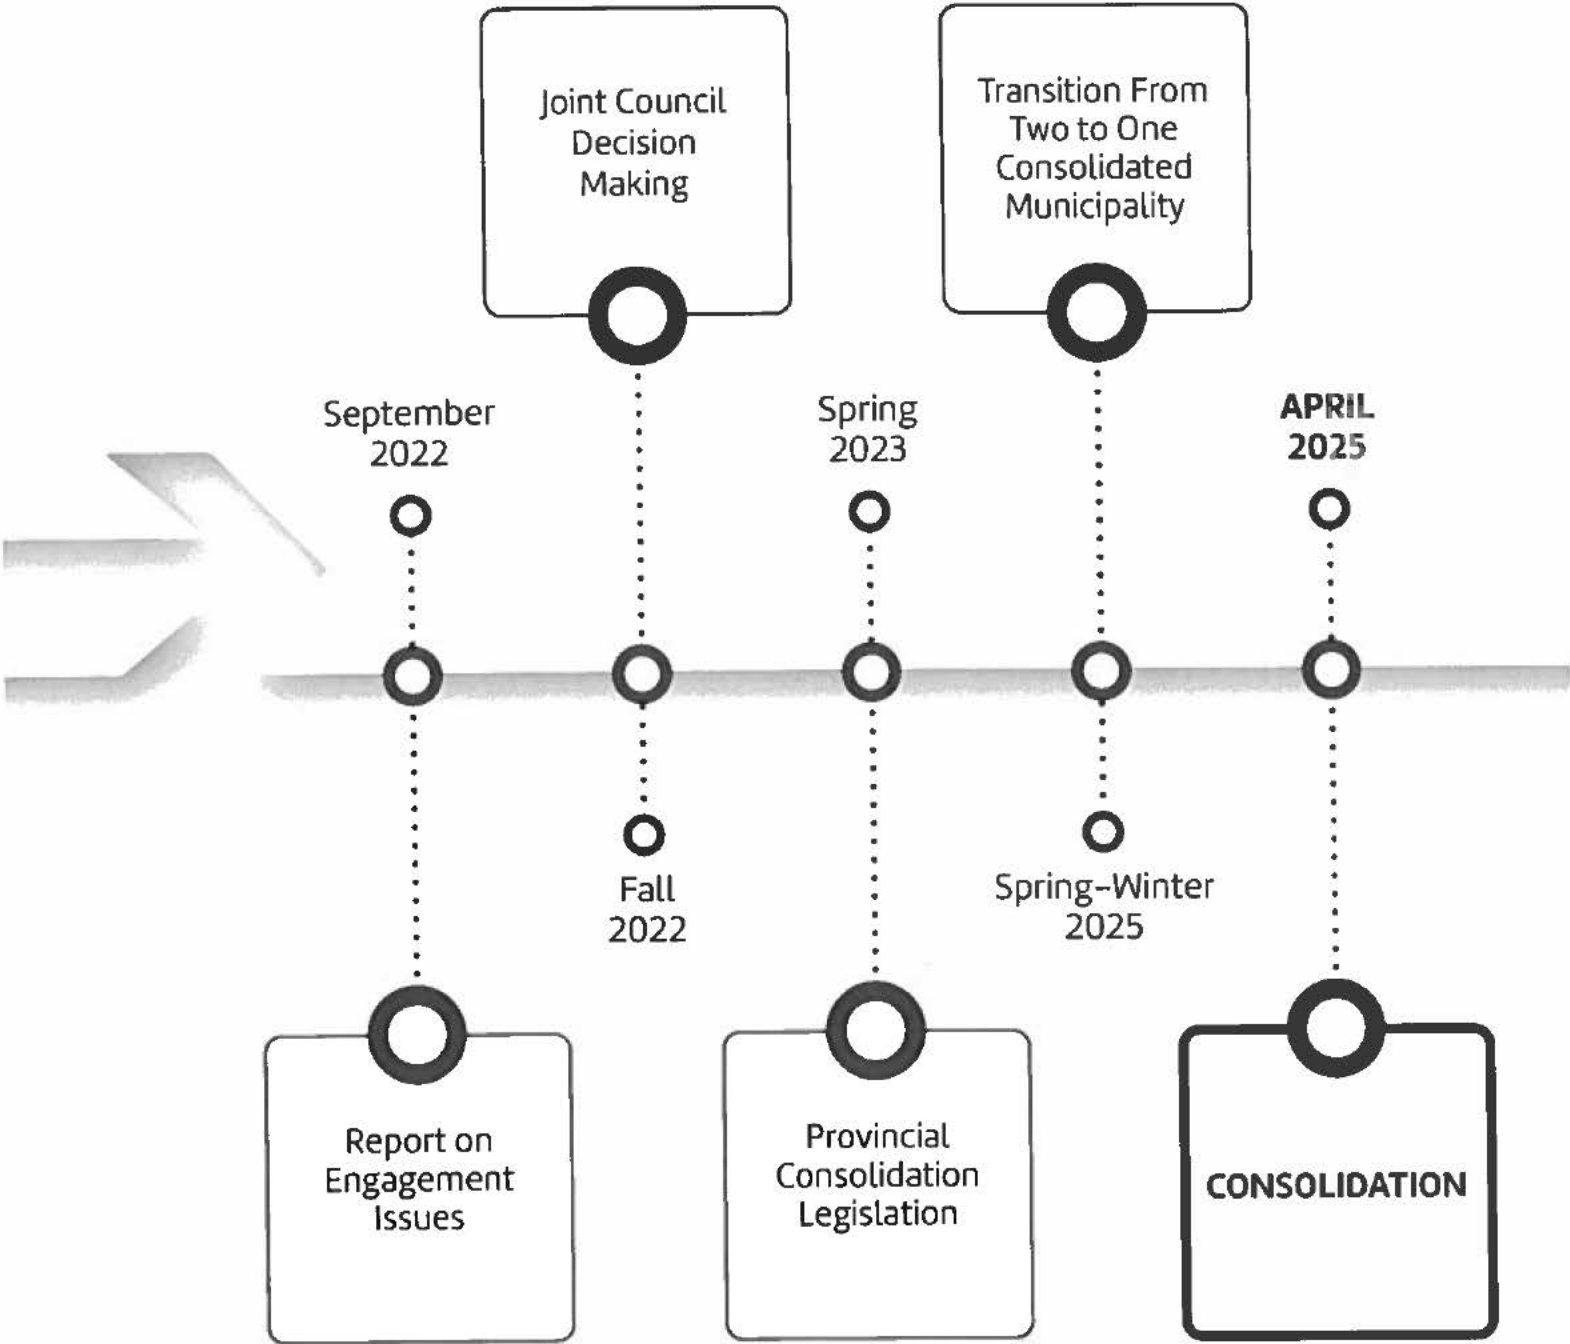 Joint Council
Decision
Making
Transition From
Two to One
Consolidated
Municipality
September
2022
Spring
2023
APRIL
2025
Fall
2022
Spring–Winter
2025
Report on
Engagement
Issues
Provincial
Consolidation
Legislation
CONSOLIDATION